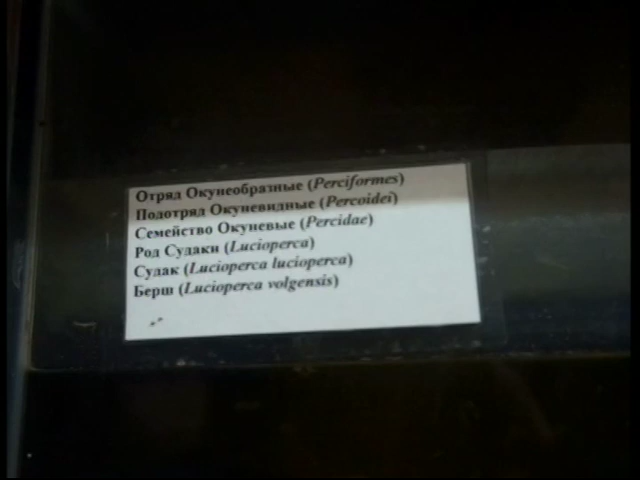 Отряд Окунеобразные (Perciformes)
Подотряд Окуневидные (Percoidei)
Семейство Окуневые (Percidae)
Род Судаки (Lucioperca)
Судак (Lucioperca lucioperca)
Берш (Lucioperca volgensis)